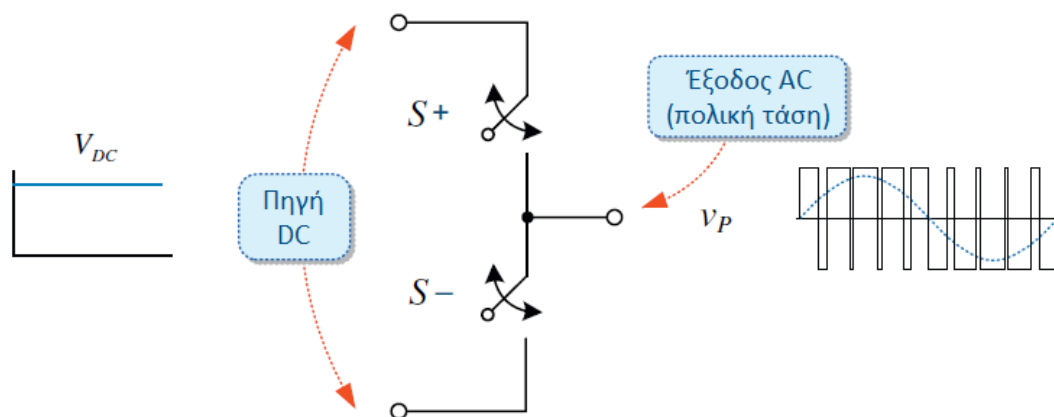 V_DC
Πηγή
DC
S+
S−
Έξοδος AC
(πολική τάση)
v_P